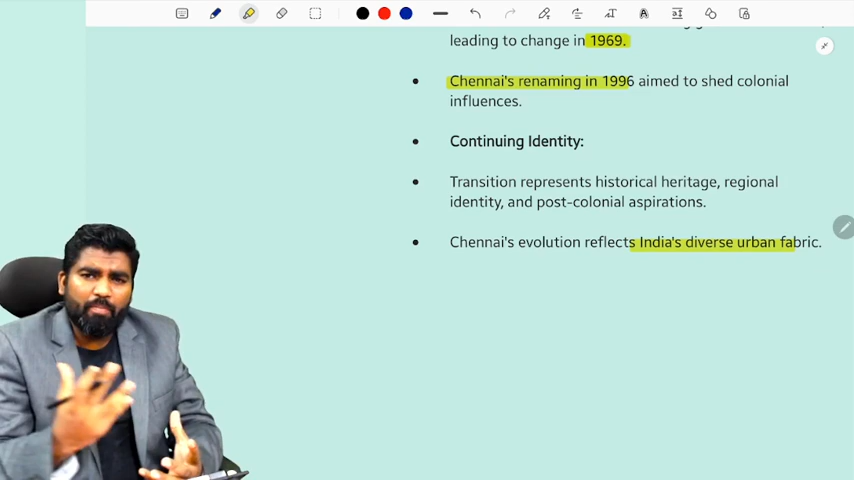 leading to change in 1969.
• Chennai's renaming in 1996 aimed to shed colonial
influences.
• Continuing Identity:
• Transition represents historical heritage, regional
identity, and post-colonial aspirations.
• Chennai's evolution reflects India's diverse urban fabric.